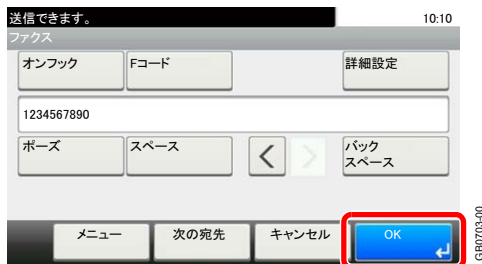 送信できます。 10:10
ファクス
オンフック Fコード 詳細設定
1234567890
ポーズ スペース < > バック
スペース
メニュー 次の宛先 キャンセル OK
GB0703-00